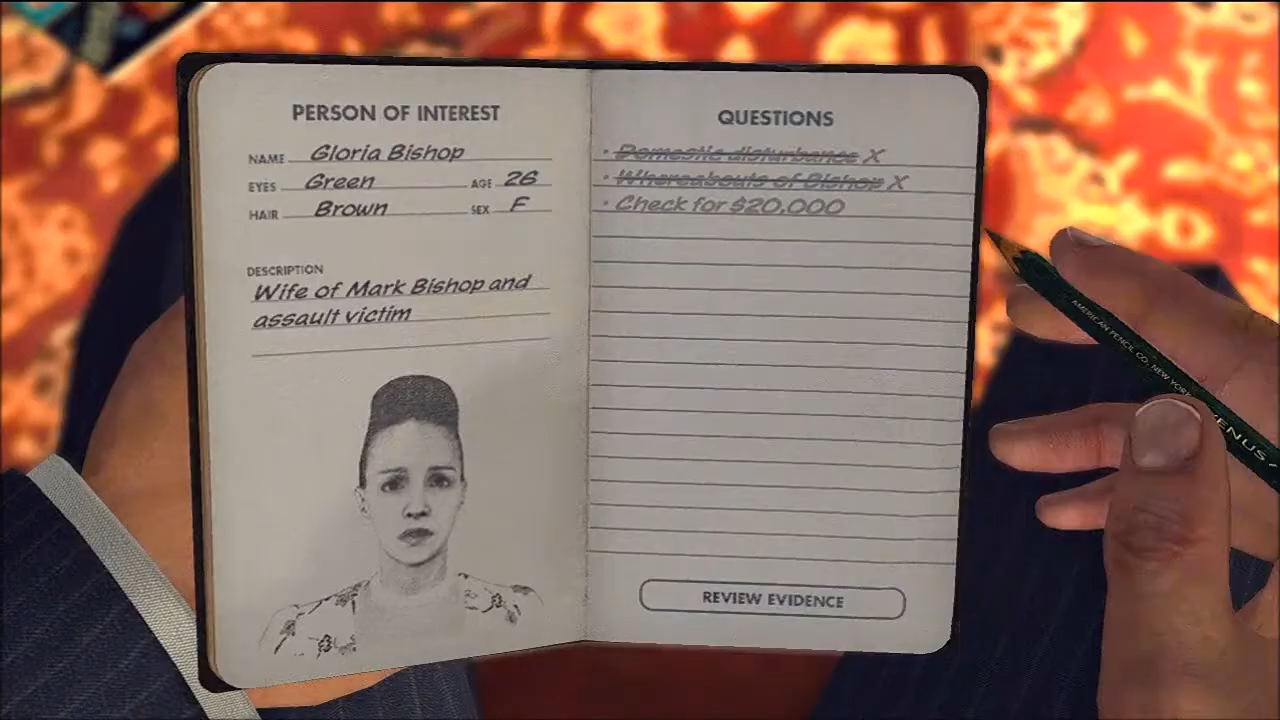 PERSON OF INTEREST
NAME Gloria Bishop
EYES Green AGE 26
HAIR Brown SEX F
DESCRIPTION
Wife of Mark Bishop and
assault victim
QUESTIONS
· Domestic disturbance X
· Whereabouts of Bishop X
· Check for $20,000
REVIEW EVIDENCE
AMERICAN PENCIL CO. NEW YORK
VENUS